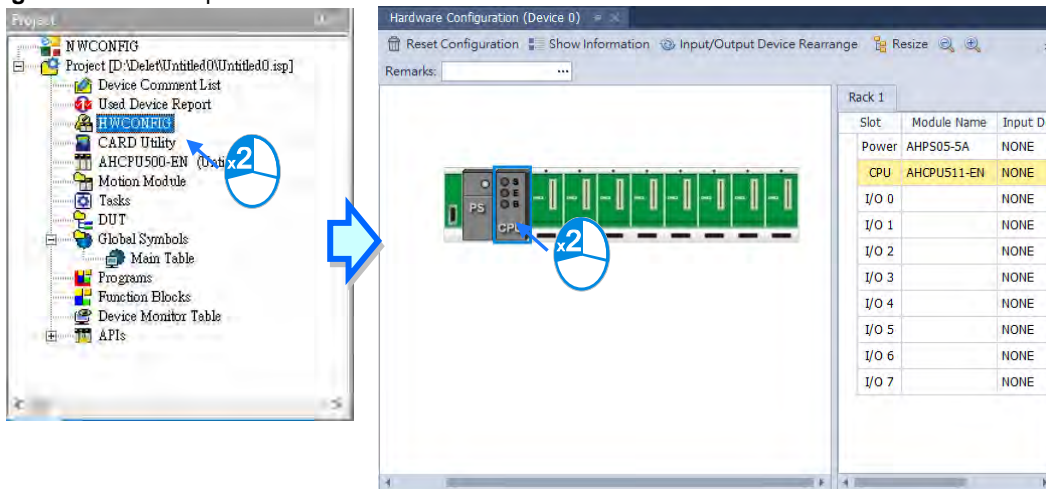 Project
NWCONFIG
Project [D:\Delet\Untitled0\Untitled0.isp]
Device Comment List
Used Device Report
HWCONFIG
CARD Utility
AHCPU500-EN (Unti
Motion Module
Tasks
DUT
Global Symbols
Main Table
Programs
Function Blocks
Device Monitor Table
APIs
x2
Hardware Configuration (Device 0)
Reset Configuration Show Information Input/Output Device Rearrange Resize
Remarks: ...
PS
CPU
x2
Rack 1
Slot Module Name Input D
Power AHPS05-5A NONE
CPU AHCPU511-EN NONE
I/O 0 NONE
I/O 1 NONE
I/O 2 NONE
I/O 3 NONE
I/O 4 NONE
I/O 5 NONE
I/O 6 NONE
I/O 7 NONE